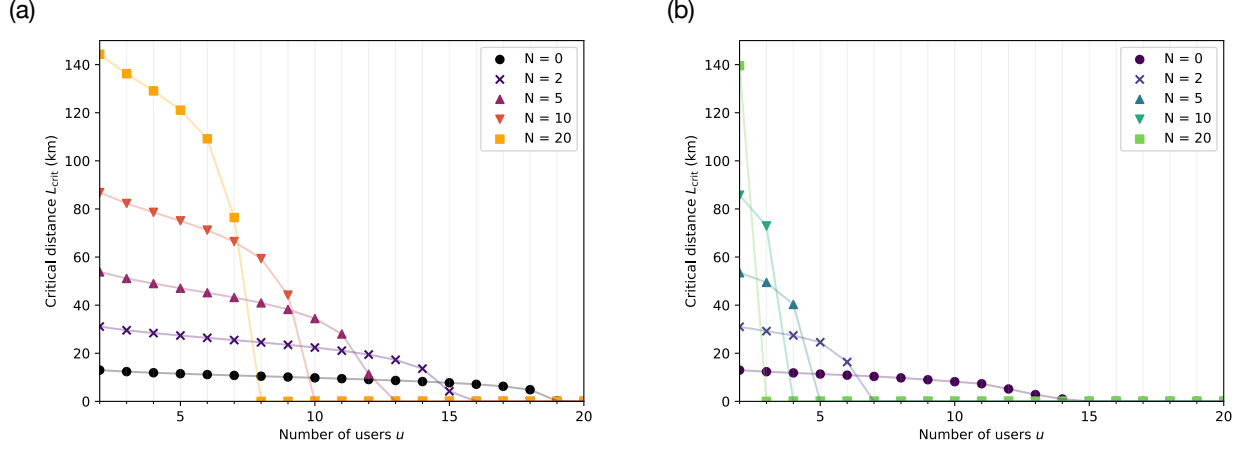 (a)
Critical distance L_crit (km)
140
120
100
80
60
40
20
0
5
10
15
20
Number of users u
N = 0
N = 2
N = 5
N = 10
N = 20
(b)
Critical distance L_crit (km)
140
120
100
80
60
40
20
0
5
10
15
20
Number of users u
N = 0
N = 2
N = 5
N = 10
N = 20